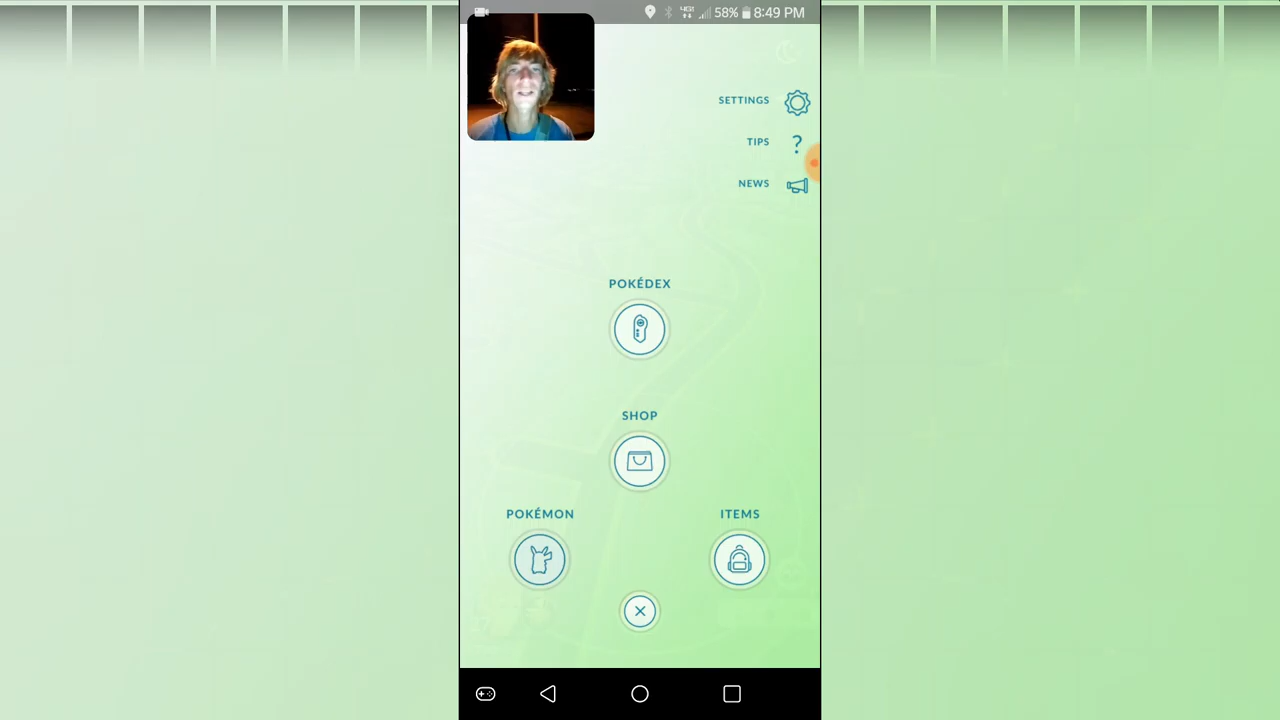 58% 8:49 PM
SETTINGS
TIPS
?
NEWS
POKÉDEX
SHOP
POKÉMON
ITEMS